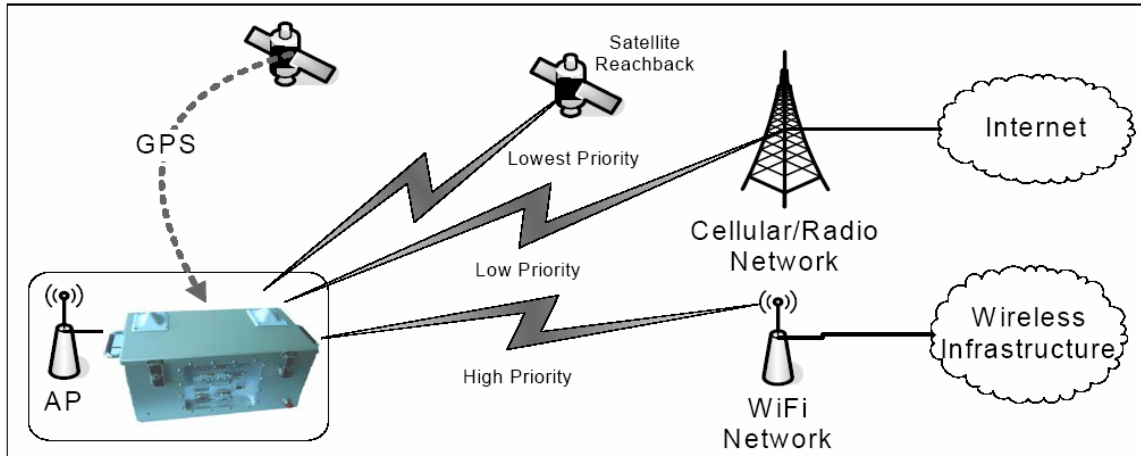 Satellite
Reachback
GPS
Lowest Priority
Internet
Cellular/Radio
Network
Low Priority
AP
High Priority
WiFi
Network
Wireless
Infrastructure